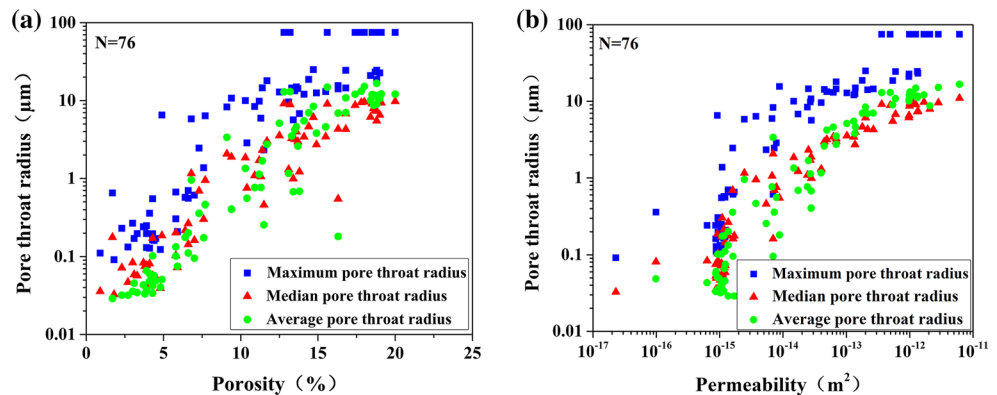 (a)
N=76
Pore throat radius (μm)
100
10
1
0.1
0.01
0
5
10
15
20
25
Porosity (%)
Maximum pore throat radius
Median pore throat radius
Average pore throat radius
(b)
N=76
Pore throat radius (μm)
100
10
1
0.1
0.01
10⁻¹⁷
10⁻¹⁶
10⁻¹⁵
10⁻¹⁴
10⁻¹³
10⁻¹²
10⁻¹¹
Permeability (m²)
Maximum pore throat radius
Median pore throat radius
Average pore throat radius